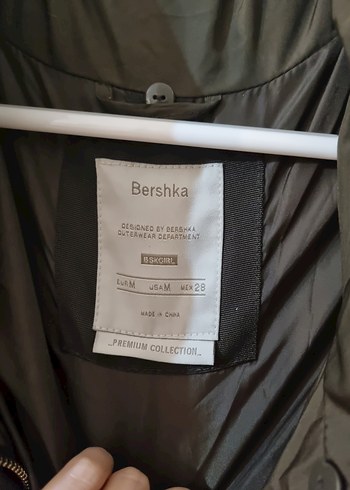 Bershka
DESIGNED BY BERSHKA
OUTERWEAR DEPARTMENT
BSKGRL
EUR M USA M MEX 28
MADE IN CHINA
PREMIUM COLLECTION